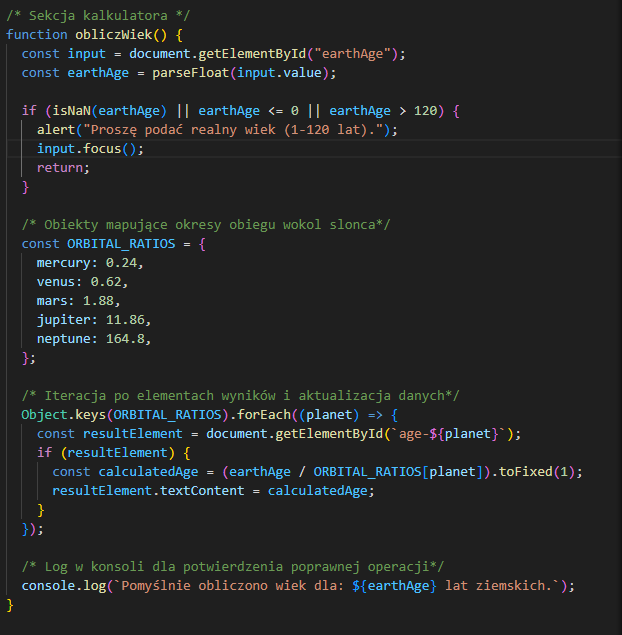 /* Sekcja kalkulatora */
function obliczWiek() {
  const input = document.getElementById("earthAge");
  const earthAge = parseFloat(input.value);

  if (isNaN(earthAge) || earthAge <= 0 || earthAge > 120) {
    alert("Proszę podać realny wiek (1-120 lat).");
    input.focus();
    return;
  }

  /* Obiekty mapujące okresy obiegu wokol slonca*/
  const ORBITAL_RATIOS = {
    mercury: 0.24,
    venus: 0.62,
    mars: 1.88,
    jupiter: 11.86,
    neptune: 164.8,
  };

  /* Iteracja po elementach wyników i aktualizacja danych*/
  Object.keys(ORBITAL_RATIOS).forEach((planet) => {
    const resultElement = document.getElementById(`age-${planet}`);
    if (resultElement) {
      const calculatedAge = (earthAge / ORBITAL_RATIOS[planet]).toFixed(1);
      resultElement.textContent = calculatedAge;
    }
  });

  /* Log w konsoli dla potwierdzenia poprawnej operacji*/
  console.log(`Pomyślnie obliczono wiek dla: ${earthAge} lat ziemskich.`);
}